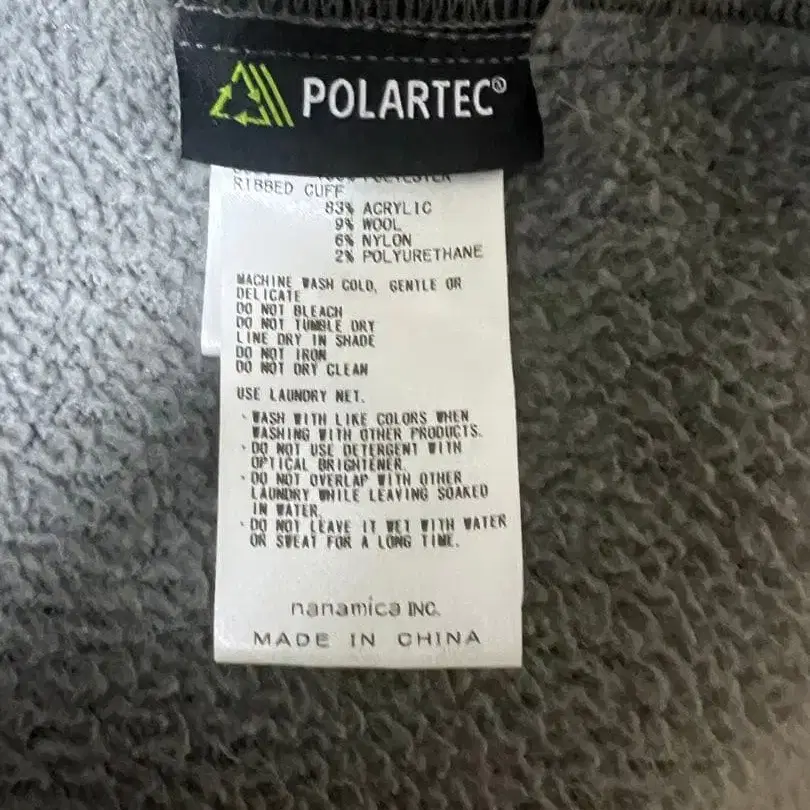 POLARTEC®
RIBBED CUFF
83% ACRYLIC
9% WOOL
6% NYLON
2% POLYURETHANE
MACHINE WASH COLD, GENTLE OR
DELICATE
DO NOT BLEACH
DO NOT TUMBLE DRY
LINE DRY IN SHADE
DO NOT IRON
DO NOT DRY CLEAN
USE LAUNDRY NET.
・WASH WITH LIKE COLORS WHEN
WASHING WITH OTHER PRODUCTS.
・DO NOT USE DETERGENT WITH
OPTICAL BRIGHTENER.
・DO NOT OVERLAP WITH OTHER
LAUNDRY WHILE LEAVING SOAKED
IN WATER.
・DO NOT LEAVE IT WET WITH WATER
OR SWEAT FOR A LONG TIME.
nanamica INC.
MADE IN CHINA